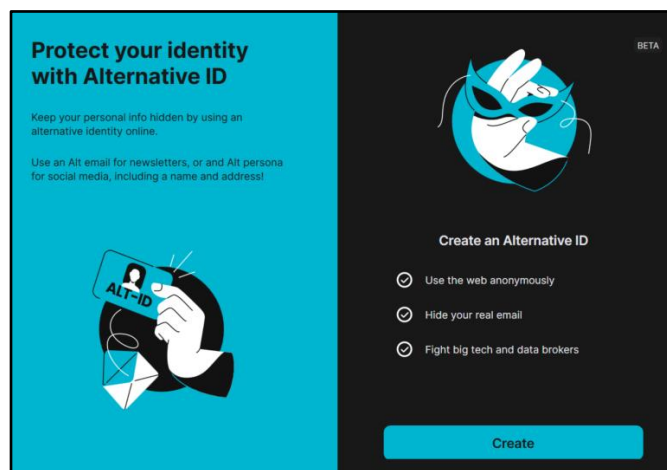 Protect your identity
with Alternative ID
Keep your personal info hidden by using an
alternative identity online.
Use an Alt email for newsletters, or and Alt persona
for social media, including a name and address!
ALT-ID
BETA
Create an Alternative ID
Use the web anonymously
Hide your real email
Fight big tech and data brokers
Create